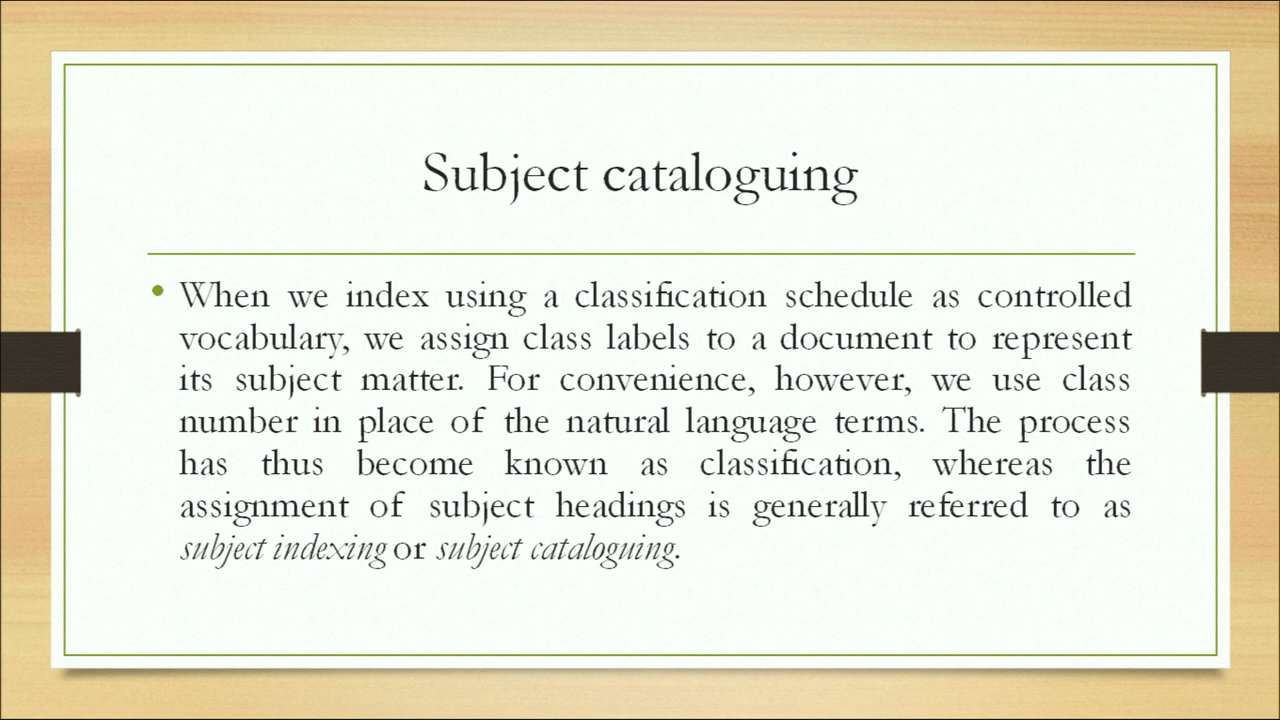 Subject cataloguing
• When we index using a classification schedule as controlled
vocabulary, we assign class labels to a document to represent
its subject matter. For convenience, however, we use class
number in place of the natural language terms. The process
has thus become known as classification, whereas the
assignment of subject headings is generally referred to as
subject indexing or subject cataloguing.